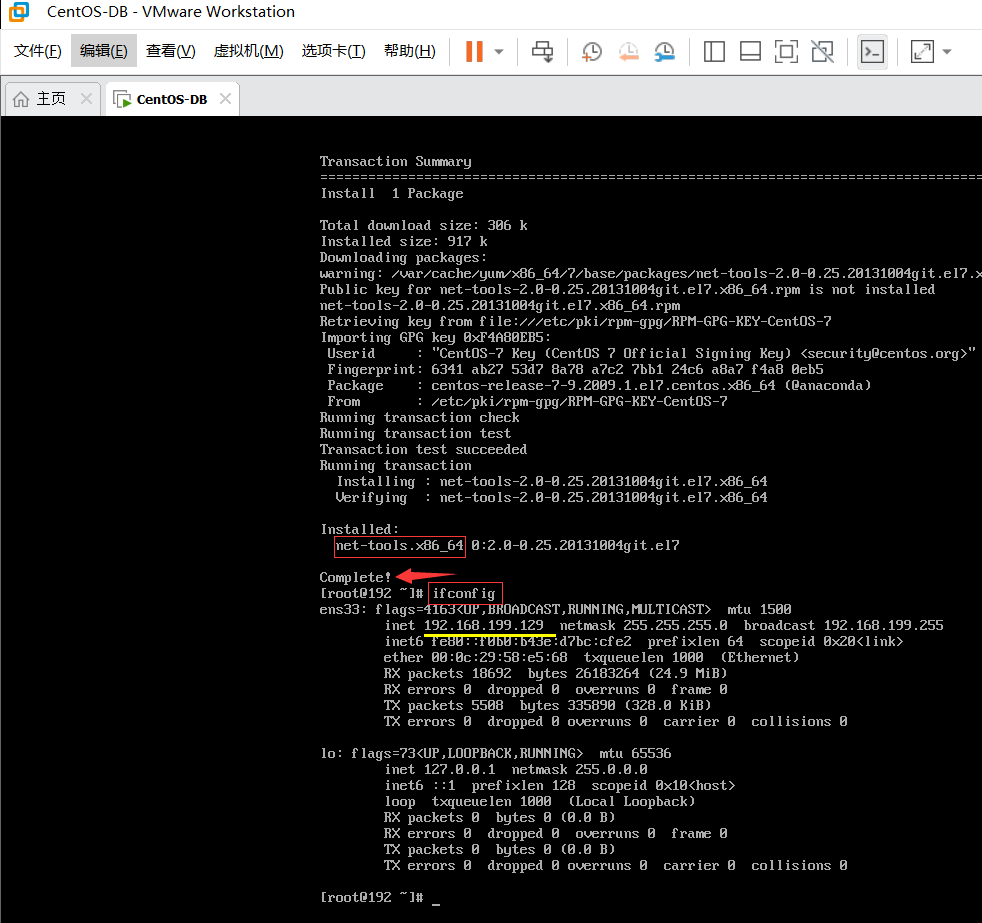 CentOS-DB - VMware Workstation
文件(F) 编辑(E) 查看(V) 虚拟机(M) 选项卡(T) 帮助(H)
主页 CentOS-DB
Transaction Summary
================================================================================
Install  1 Package
Total download size: 306 k
Installed size: 917 k
Downloading packages:
warning: /var/cache/yum/x86_64/7/base/packages/net-tools-2.0-0.25.20131004git.el7.x
Public key for net-tools-2.0-0.25.20131004git.el7.x86_64.rpm is not installed
net-tools-2.0-0.25.20131004git.el7.x86_64.rpm
Retrieving key from file:///etc/pki/rpm-gpg/RPM-GPG-KEY-CentOS-7
Importing GPG key 0xF4A80EB5:
Userid     : "CentOS-7 Key (CentOS 7 Official Signing Key) <security@centos.org>"
Fingerprint: 6341 ab27 53d7 8a78 a7c2 7bb1 24c6 a8a7 f4a8 0eb5
Package    : centos-release-7-9.2009.1.el7.centos.x86_64 (@anaconda)
From       : /etc/pki/rpm-gpg/RPM-GPG-KEY-CentOS-7
Running transaction check
Running transaction test
Transaction test succeeded
Running transaction
Installing : net-tools-2.0-0.25.20131004git.el7.x86_64
Verifying  : net-tools-2.0-0.25.20131004git.el7.x86_64
Installed:
net-tools.x86_64 0:2.0-0.25.20131004git.el7
Complete!
[root@192 ~]# ifconfig
ens33: flags=4163<UP,BROADCAST,RUNNING,MULTICAST>  mtu 1500
inet 192.168.199.129  netmask 255.255.255.0  broadcast 192.168.199.255
inet6 fe80::f0b0:b43e:d7bc:cfe2  prefixlen 64  scopeid 0x20<link>
ether 00:0c:29:58:e5:68  txqueuelen 1000  (Ethernet)
RX packets 18692  bytes 26183264 (24.9 MiB)
RX errors 0  dropped 0  overruns 0  frame 0
TX packets 5508  bytes 335890 (328.0 KiB)
TX errors 0  dropped 0 overruns 0  carrier 0  collisions 0
lo: flags=73<UP,LOOPBACK,RUNNING>  mtu 65536
inet 127.0.0.1  netmask 255.0.0.0
inet6 ::1  prefixlen 128  scopeid 0x10<host>
loop  txqueuelen 1000  (Local Loopback)
RX packets 0  bytes 0 (0.0 B)
RX errors 0  dropped 0  overruns 0  frame 0
TX packets 0  bytes 0 (0.0 B)
TX errors 0  dropped 0 overruns 0  carrier 0  collisions 0
[root@192 ~]# _